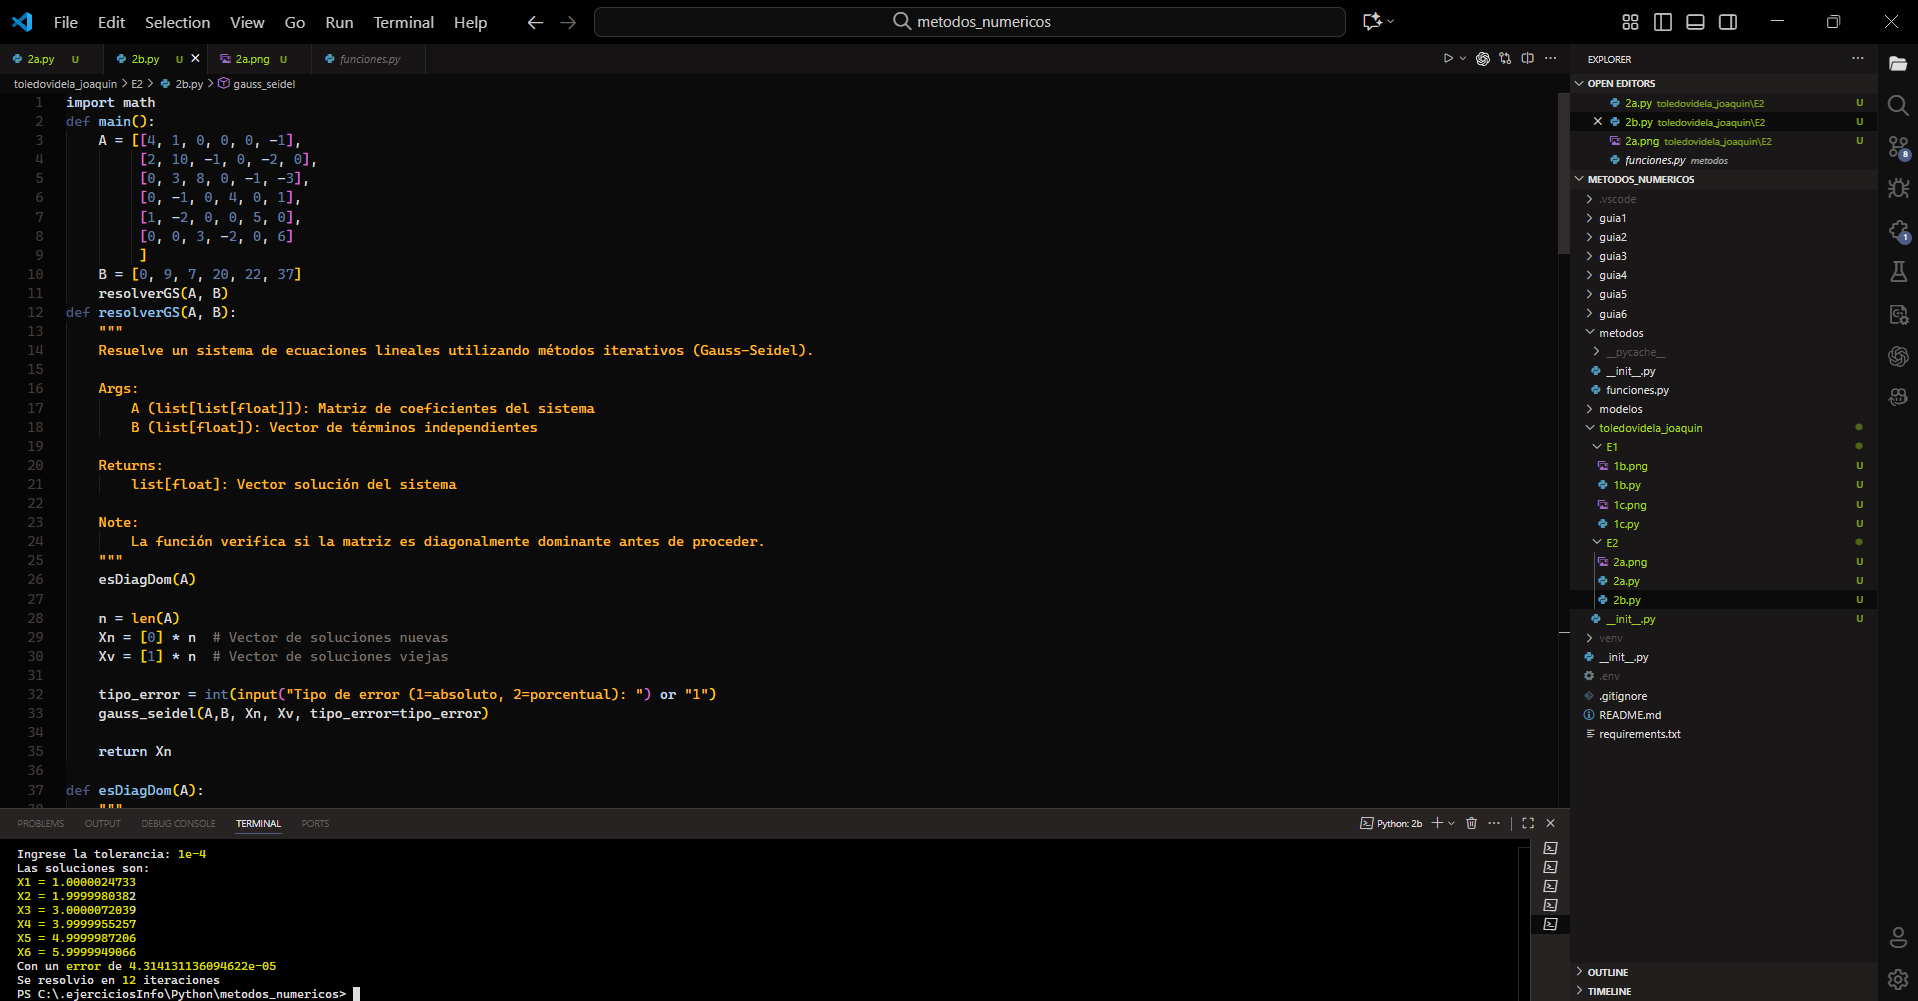 File Edit Selection View Go Run Terminal Help metodos_numericos
2a.py U 2b.py U 2a.png U funciones.py
toledovidela_joaquin > E2 > 2b.py > gauss_seidel
1 import math
2 def main():
3 A = [[4, 1, 0, 0, 0, -1],
4 [2, 10, -1, 0, -2, 0],
5 [0, 3, 8, 0, -1, -3],
6 [0, -1, 0, 4, 0, 1],
7 [1, -2, 0, 0, 5, 0],
8 [0, 0, 3, -2, 0, 6]
9 ]
10 B = [0, 9, 7, 20, 22, 37]
11 resolverGS(A, B)
12 def resolverGS(A, B):
13 """
14 Resuelve un sistema de ecuaciones lineales utilizando métodos iterativos (Gauss-Seidel).
15
16 Args:
17 A (list[list[float]]): Matriz de coeficientes del sistema
18 B (list[float]): Vector de términos independientes
19
20 Returns:
21 list[float]: Vector solución del sistema
22
23 Note:
24 La función verifica si la matriz es diagonalmente dominante antes de proceder.
25 """
26 esDiagDom(A)
27
28 n = len(A)
29 Xn = [0] * n # Vector de soluciones nuevas
30 Xv = [1] * n # Vector de soluciones viejas
31
32 tipo_error = int(input("Tipo de error (1=absoluto, 2=porcentual): ") or "1")
33 gauss_seidel(A,B, Xn, Xv, tipo_error=tipo_error)
34
35 return Xn
36
37 def esDiagDom(A):
38 """
PROBLEMS OUTPUT DEBUG CONSOLE TERMINAL PORTS
Python: 2b
Ingrese la tolerancia: 1e-4
Las soluciones son:
X1 = 1.0000024733
X2 = 1.9999980382
X3 = 3.0000072039
X4 = 3.9999955257
X5 = 4.9999987206
X6 = 5.9999949066
Con un error de 4.314131136094622e-05
Se resolvio en 12 iteraciones
PS C:\.ejerciciosInfo\Python\metodos_numericos>
EXPLORER
OPEN EDITORS
2a.py toledovidela_joaquin\E2 U
2b.py toledovidela_joaquin\E2 U
2a.png toledovidela_joaquin\E2 U
funciones.py metodos
METODOS_NUMERICOS
.vscode
guia1
guia2
guia3
guia4
guia5
guia6
metodos
__pycache__
__init__.py
funciones.py
modelos
toledovidela_joaquin
E1
1b.png U
1b.py U
1c.png U
1c.py U
E2
2a.png U
2a.py U
2b.py U
__init__.py U
venv
__init__.py
.env
.gitignore
README.md
requirements.txt
OUTLINE
TIMELINE
8
1